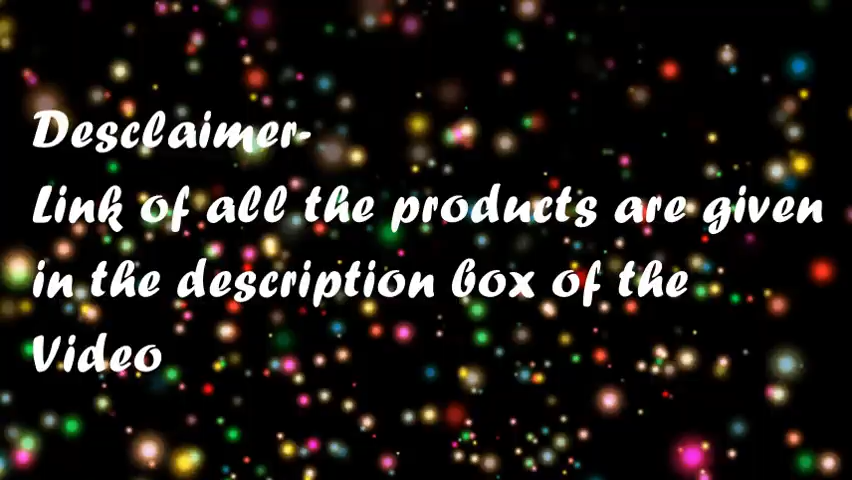 Desclaimer-
Link of all the products are given
in the description box of the
Video